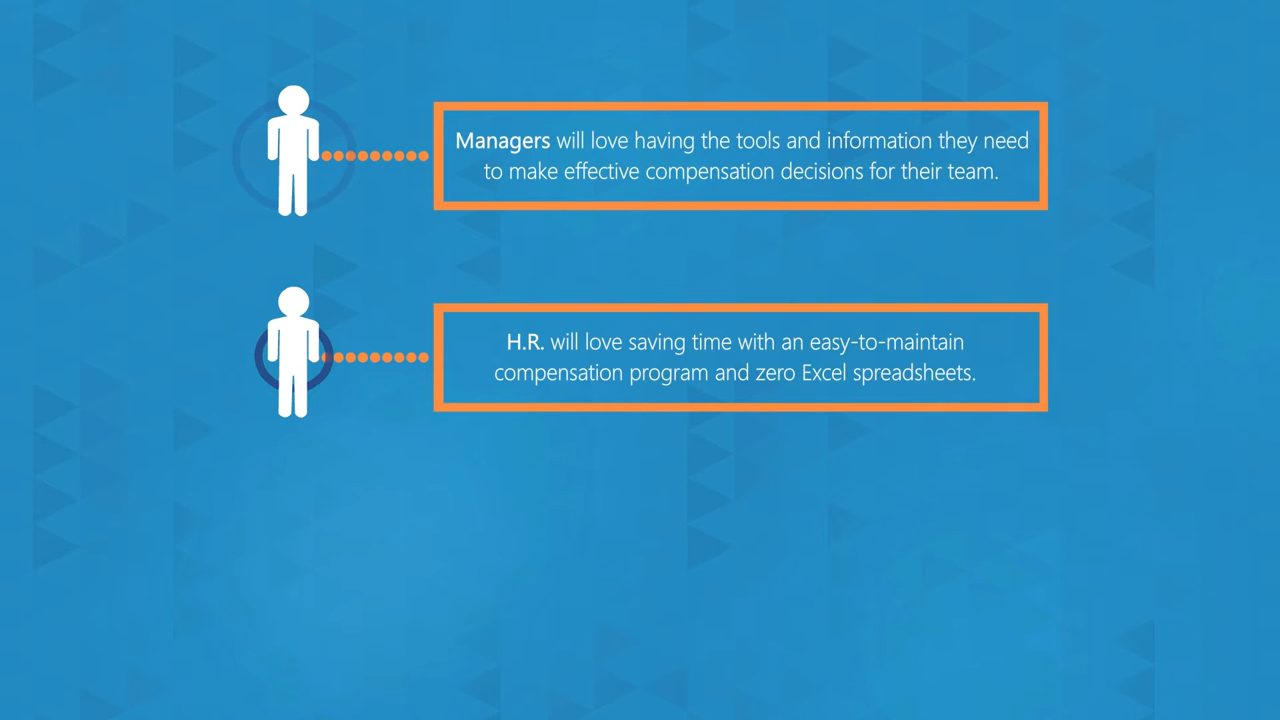 Managers will love having the tools and information they need
to make effective compensation decisions for their team.
H.R. will love saving time with an easy-to-maintain
compensation program and zero Excel spreadsheets.